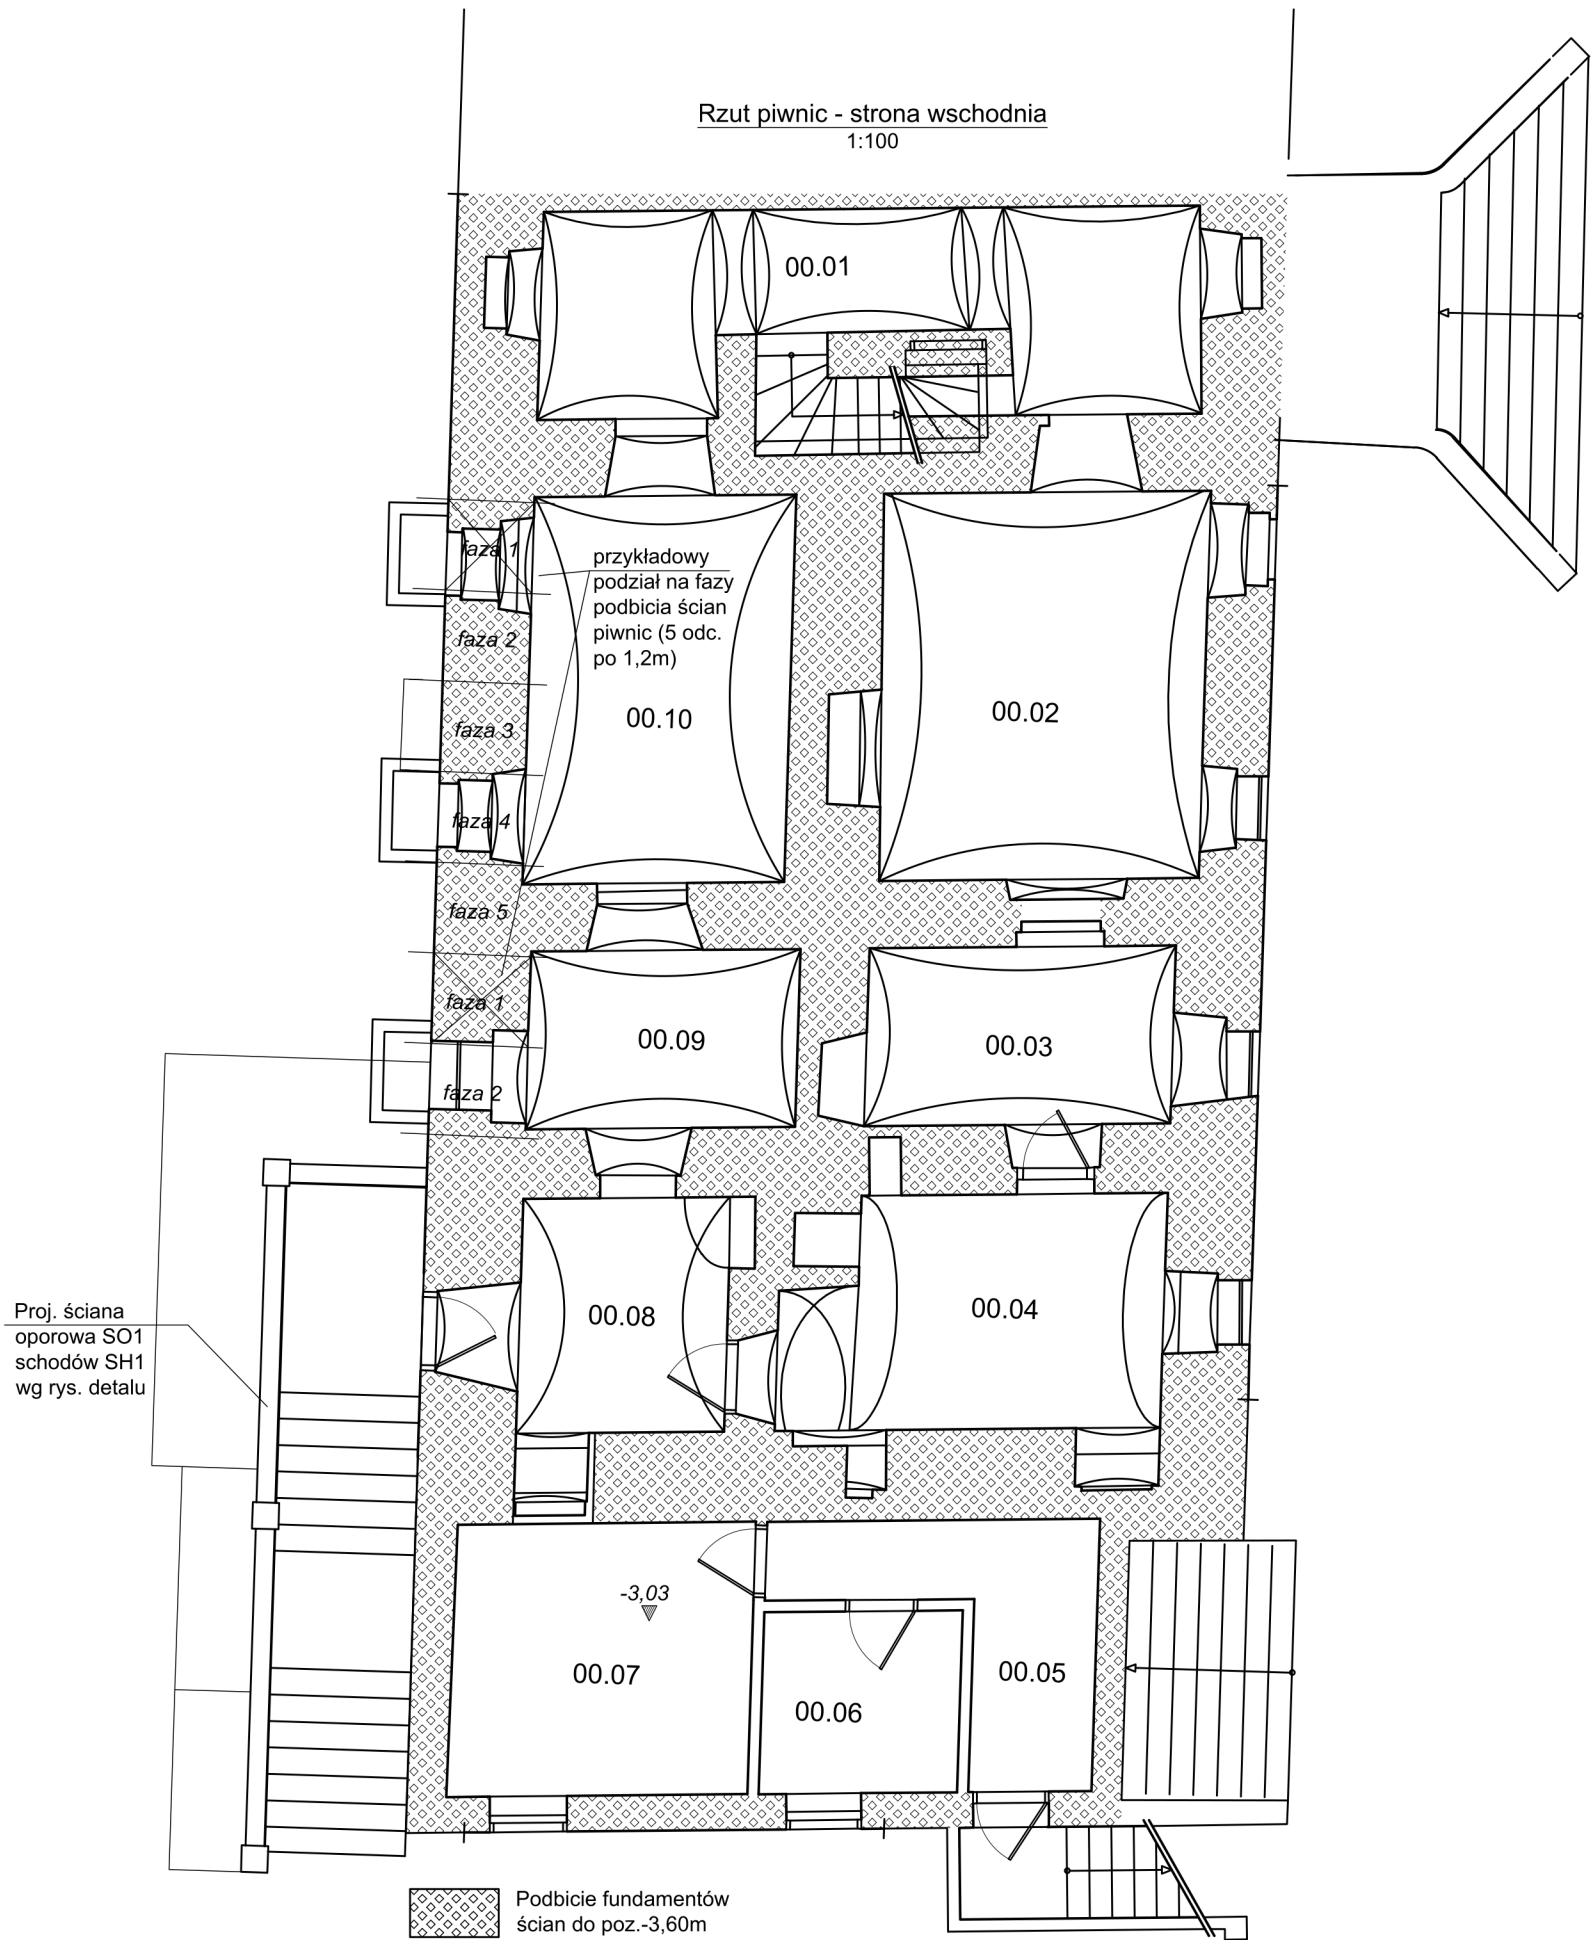 Rzut piwnic - strona wschodnia
1:100
00.01
faza 1
przykładowy
podział na fazy
podbicia ścian
piwnic (5 odc.
po 1,2m)
faza 2
faza 3
00.10
00.02
faza 4
faza 5
faza 1
00.09
00.03
faza 2
Proj. ściana
oporowa SO1
schodów SH1
wg rys. detalu
00.08
00.04
-3,03
00.07
00.06
00.05
Podbicie fundamentów
ścian do poz.-3,60m